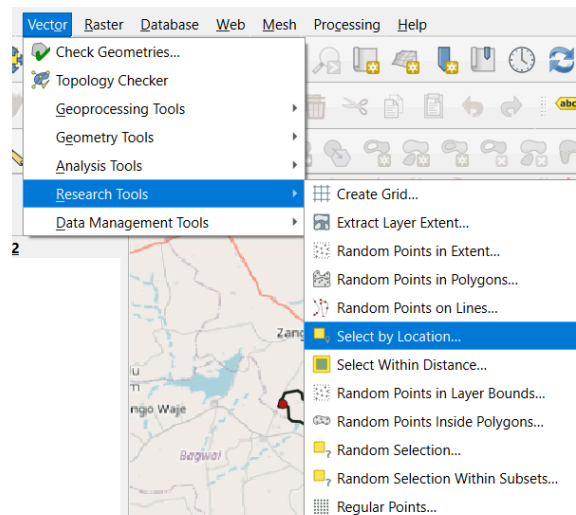 Vector Raster Database Web Mesh Processing Help
Check Geometries...
Topology Checker
Geoprocessing Tools
Geometry Tools
Analysis Tools
Research Tools
Data Management Tools
abc
2
Create Grid...
Extract Layer Extent...
Random Points in Extent...
Random Points in Polygons...
Random Points on Lines...
Select by Location...
Select Within Distance...
Random Points in Layer Bounds...
Random Points Inside Polygons...
Random Selection...
Random Selection Within Subsets...
Regular Points...
Zang
ngo Waje
Bagwai